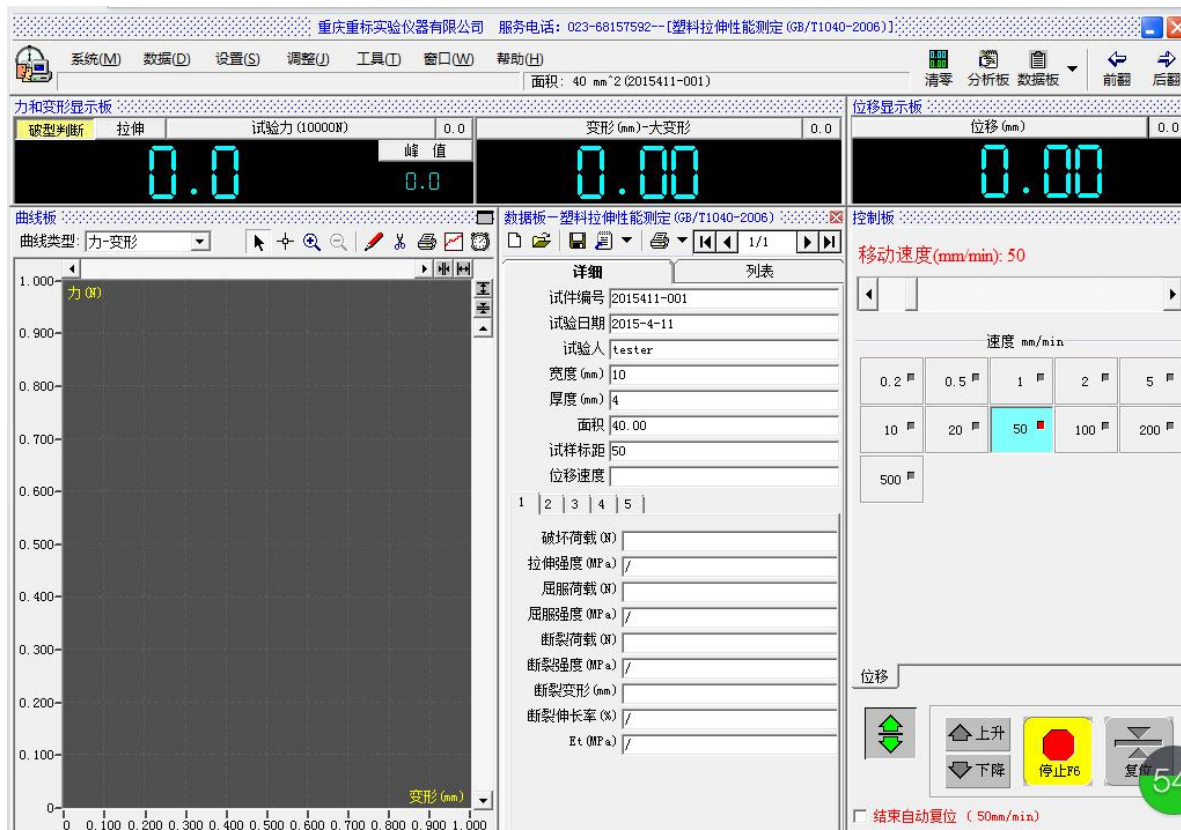 重庆重标实验仪器有限公司 服务电话：023-68157592--[塑料拉伸性能测定(GB/T1040-2006)]
系统(M) 数据(D) 设置(S) 调整(J) 工具(T) 窗口(W) 帮助(H)
面积: 40 mm^2(2015411-001)
清零 分析板 数据板 前翻 后翻
力和变形显示板
破型判断 拉伸 试验力(10000N) 0.0
0.0
峰 值
0.0
变形(mm)-大变形 0.0
0.00
位移显示板
位移(mm) 0.0
0.00
曲线板
曲线类型: 力-变形
力(N)
1.000
0.900
0.800
0.700
0.600
0.500
0.400
0.300
0.200
0.100
0
变形(mm)
0 0.100 0.200 0.300 0.400 0.500 0.600 0.700 0.800 0.900 1.000
数据板—塑料拉伸性能测定(GB/T1040-2006)
1/1
详细 列表
试件编号 2015411-001
试验日期 2015-4-11
试验人 tester
宽度(mm) 10
厚度(mm) 4
面积 40.00
试样标距 50
位移速度
1 2 3 4 5
破坏荷载(N)
拉伸强度(MPa) /
屈服荷载(N)
屈服强度(MPa) /
断裂荷载(N)
断裂强度(MPa) /
断裂变形(mm)
断裂伸长率(%) /
Et(MPa) /
控制板
移动速度(mm/min): 50
速度 mm/min
0.2 0.5 1 2 5
10 20 50 100 200
500
位移
上升
下降
停止F6
复位
54
结束自动复位 ( 50mm/min)